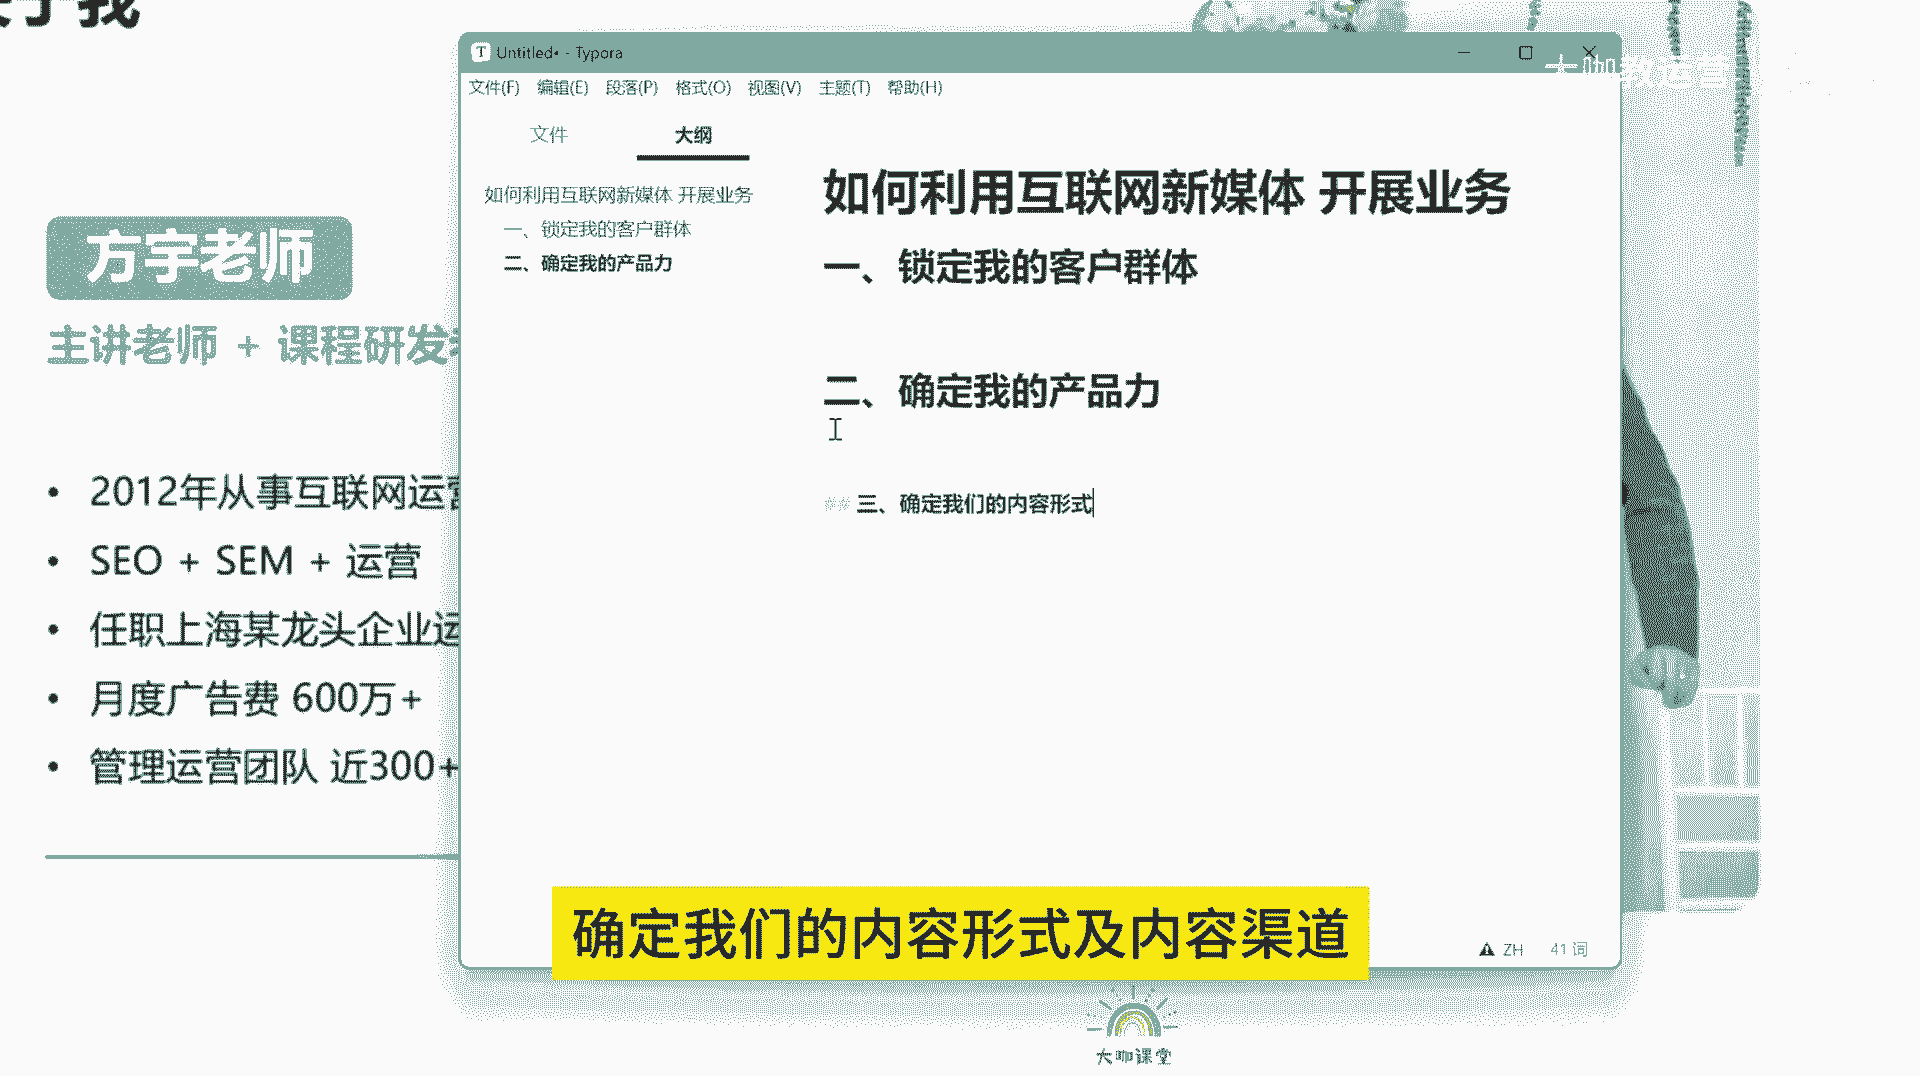 于我
方宇老师
主讲老师 + 课程研发
• 2012年从事互联网运营
• SEO + SEM + 运营
• 任职上海某龙头企业运
• 月度广告费 600万+
• 管理运营团队 近300+
T Untitled• - Typora
大咖教运营
文件(F) 编辑(E) 段落(P) 格式(O) 视图(V) 主题(T) 帮助(H)
文件 大纲
如何利用互联网新媒体 开展业务
一、锁定我的客户群体
二、确定我的产品力
如何利用互联网新媒体 开展业务
一、锁定我的客户群体
二、确定我的产品力
## 三、确定我们的内容形式
ZH 41 词
确定我们的内容形式及内容渠道
大咖课堂